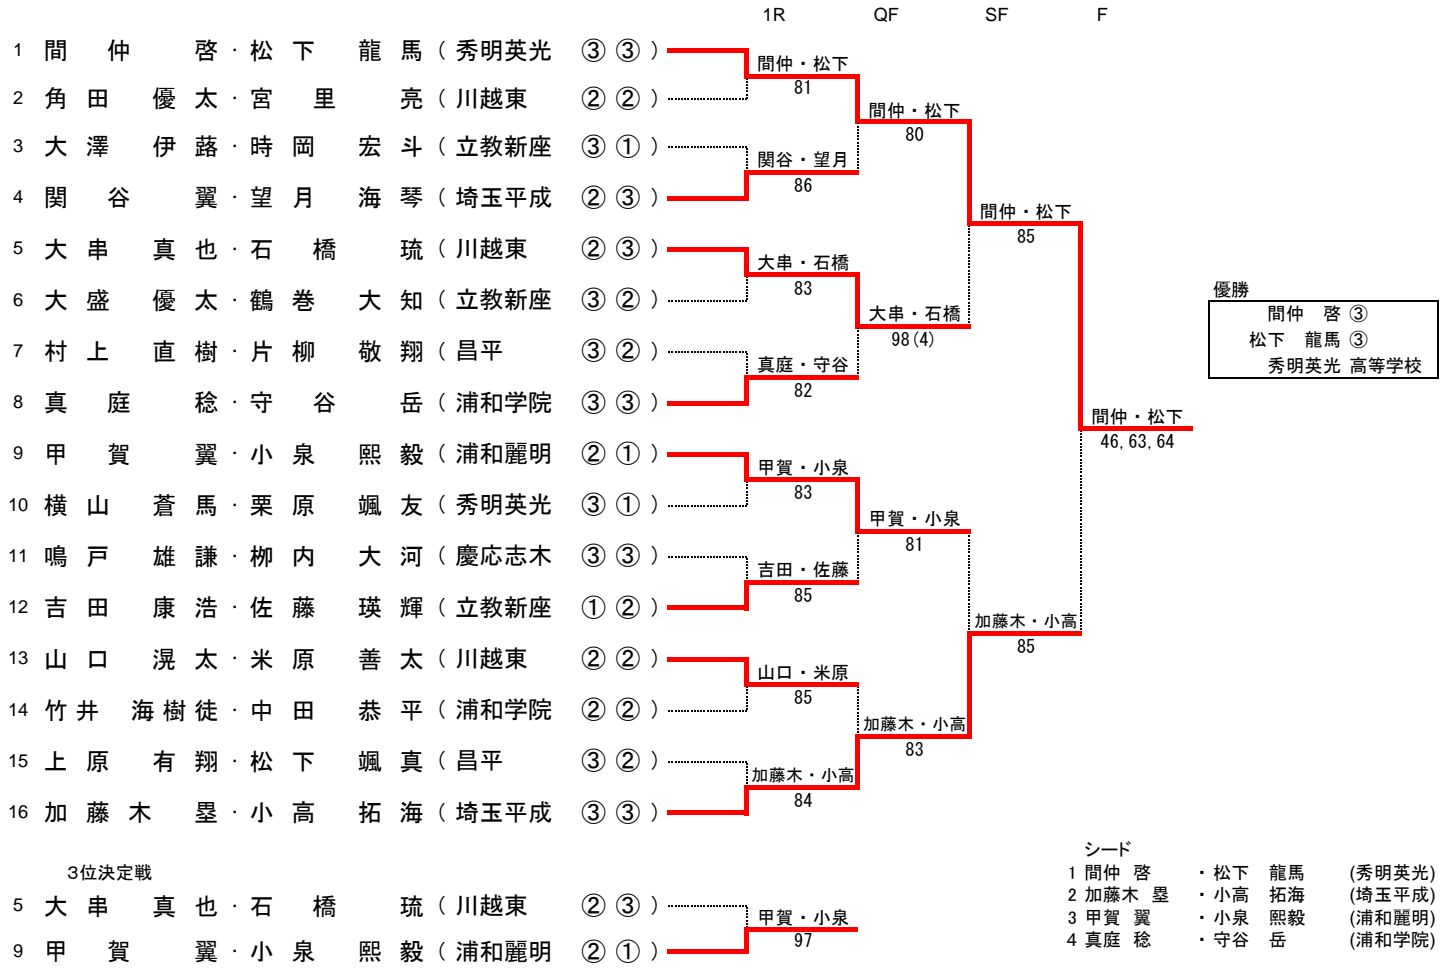 1R QF SF F
1 間仲 啓・松下 龍馬（秀明英光 ③ ③）
間仲・松下
81
2 角田 優太・宮里 亮（川越東 ② ②）
間仲・松下
80
3 大澤 伊蕗・時岡 宏斗（立教新座 ③ ①）
関谷・望月
86
4 関谷 翼・望月 海琴（埼玉平成 ② ③）
間仲・松下
85
5 大串 真也・石橋 琉（川越東 ② ③）
大串・石橋
83
6 大盛 優太・鶴巻 大知（立教新座 ③ ②）
大串・石橋
98(4)
7 村上 直樹・片柳 敬翔（昌平 ③ ②）
真庭・守谷
82
8 真庭 稔・守谷 岳（浦和学院 ③ ③）
間仲・松下
46,63,64
優勝
間仲 啓 ③
松下 龍馬 ③
秀明英光 高等学校
9 甲賀 翼・小泉 熙毅（浦和麗明 ② ①）
甲賀・小泉
83
10 横山 蒼馬・栗原 颯友（秀明英光 ③ ①）
甲賀・小泉
81
11 鳴戸 雄謙・栁内 大河（慶応志木 ③ ③）
吉田・佐藤
85
12 吉田 康浩・佐藤 瑛輝（立教新座 ① ②）
加藤木・小高
85
13 山口 滉太・米原 善太（川越東 ② ②）
山口・米原
85
14 竹井 海樹徒・中田 恭平（浦和学院 ② ②）
加藤木・小高
83
15 上原 有翔・松下 颯真（昌平 ③ ②）
加藤木・小高
84
16 加藤木 塁・小高 拓海（埼玉平成 ③ ③）
3位決定戦
5 大串 真也・石橋 琉（川越東 ② ③）
甲賀・小泉
97
9 甲賀 翼・小泉 熙毅（浦和麗明 ② ①）
シード
1 間仲 啓 ・松下 龍馬 (秀明英光)
2 加藤木 塁 ・小高 拓海 (埼玉平成)
3 甲賀 翼 ・小泉 熙毅 (浦和麗明)
4 真庭 稔 ・守谷 岳 (浦和学院)